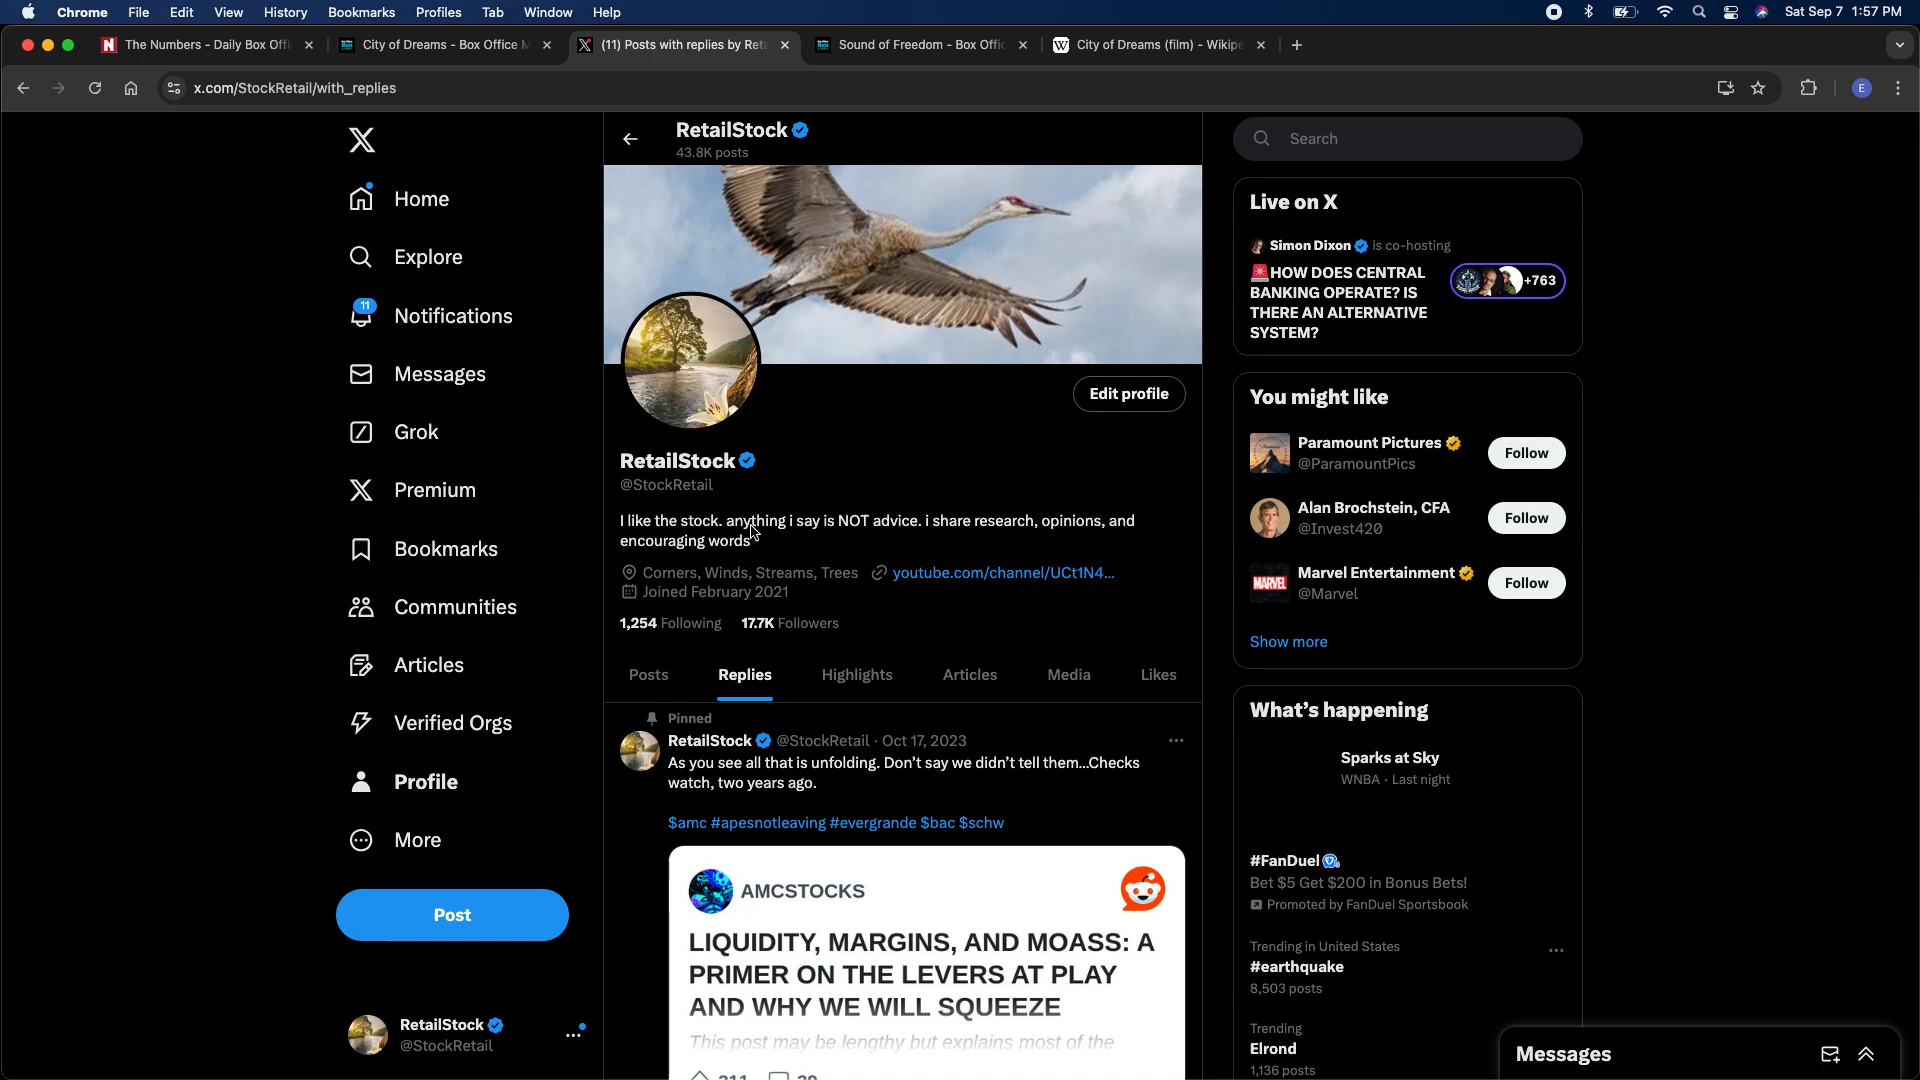 Chrome File Edit View History Bookmarks Profiles Tab Window Help Sat Sep 7 1:57 PM
The Numbers - Daily Box Offi
City of Dreams - Box Office M
(11) Posts with replies by Reta
Sound of Freedom - Box Offic
City of Dreams (film) - Wikipe
x.com/StockRetail/with_replies
E
Home
Explore
11
Notifications
Messages
Grok
Premium
Bookmarks
Communities
Articles
Verified Orgs
Profile
More
Post
RetailStock
@StockRetail
RetailStock
43.8K posts
Edit profile
RetailStock
@StockRetail
I like the stock. anything i say is NOT advice. i share research, opinions, and
encouraging words
Corners, Winds, Streams, Trees youtube.com/channel/UCt1N4...
Joined February 2021
1,254 Following 17.7K Followers
Posts Replies Highlights Articles Media Likes
Pinned
RetailStock @StockRetail · Oct 17, 2023
As you see all that is unfolding. Don't say we didn't tell them...Checks
watch, two years ago.
$amc #apesnotleaving #evergrande $bac $schw
AMCSTOCKS
LIQUIDITY, MARGINS, AND MOASS: A
PRIMER ON THE LEVERS AT PLAY
AND WHY WE WILL SQUEEZE
This post may be lengthy but explains most of the
Search
Live on X
Simon Dixon is co-hosting
🚨HOW DOES CENTRAL
BANKING OPERATE? IS
THERE AN ALTERNATIVE
SYSTEM?
+763
You might like
Paramount Pictures
@ParamountPics
Follow
Alan Brochstein, CFA
@Invest420
Follow
MARVEL
Marvel Entertainment
@Marvel
Follow
Show more
What's happening
Sparks at Sky
WNBA · Last night
#FanDuel
Bet $5 Get $200 in Bonus Bets!
Promoted by FanDuel Sportsbook
Trending in United States
#earthquake
8,503 posts
Trending
Elrond
1,136 posts
Messages